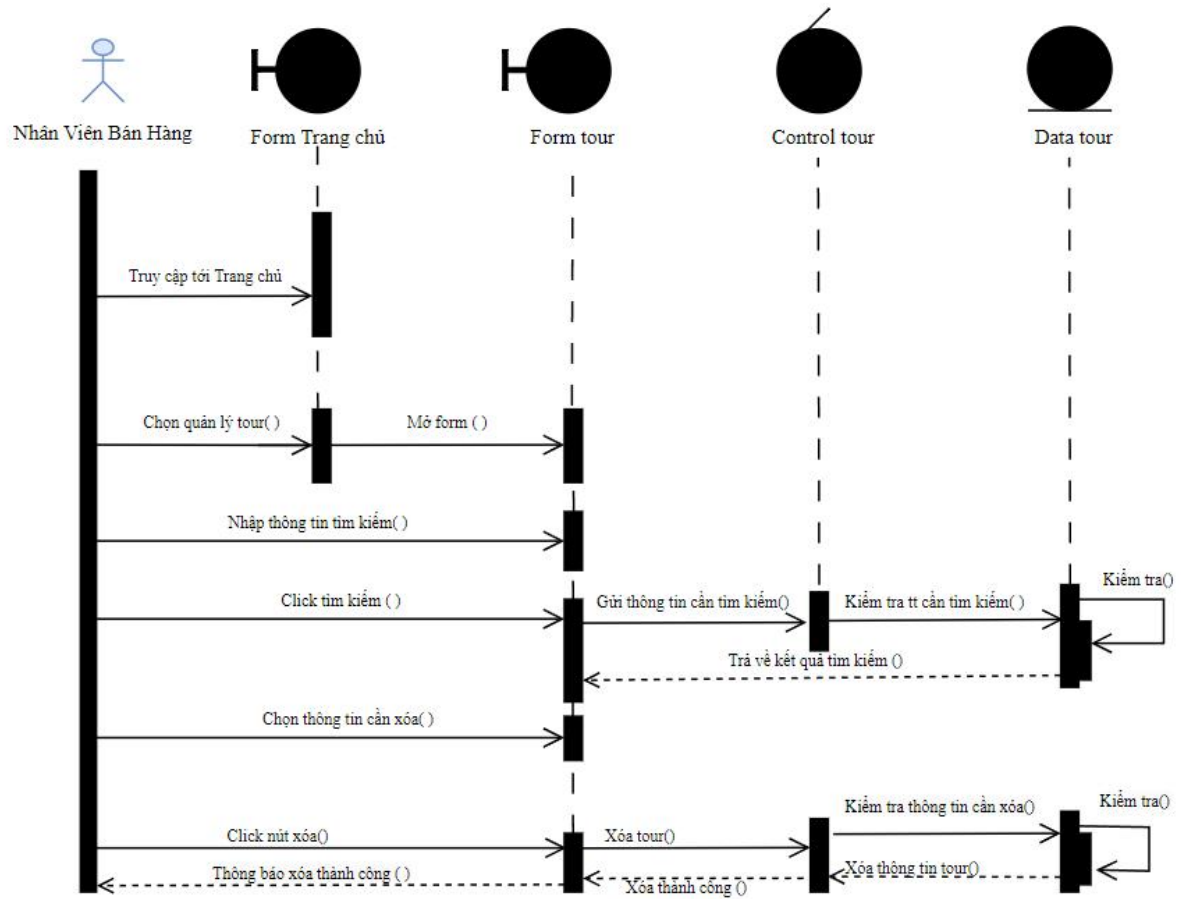 Nhân Viên Bán Hàng
Form Trang chủ
Form tour
Control tour
Data tour
Truy cập tới Trang chủ
Chọn quản lý tour( )
Mở form ( )
Nhập thông tin tìm kiếm( )
Click tìm kiếm ( )
Gửi thông tin cần tìm kiếm()
Kiểm tra tt cần tìm kiếm( )
Kiểm tra()
Trả về kết quả tìm kiếm ()
Chọn thông tin cần xóa( )
Click nút xóa()
Xóa tour()
Kiểm tra thông tin cần xóa()
Kiểm tra()
Thông báo xóa thành công ( )
Xóa thành công ()
Xóa thông tin tour()